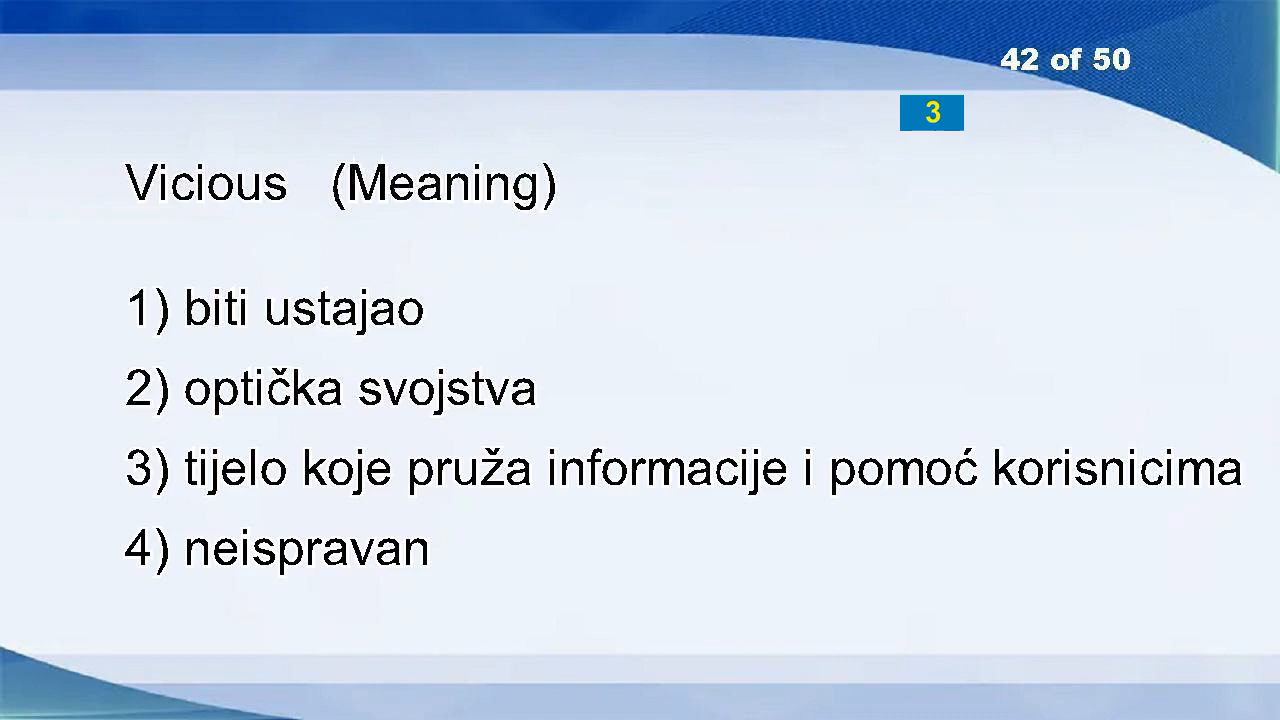 42 of 50
3
Vicious (Meaning)
1) biti ustajao
2) optička svojstva
3) tijelo koje pruža informacije i pomoć korisnicima
4) neispravan